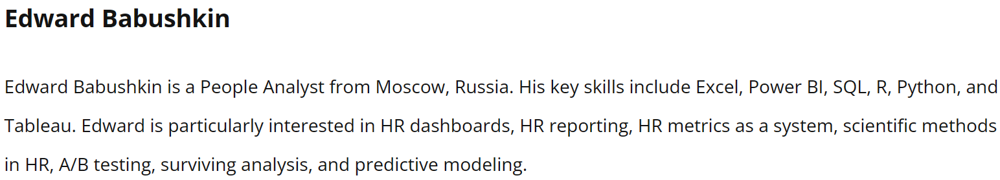 Edward Babushkin
Edward Babushkin is a People Analyst from Moscow, Russia. His key skills include Excel, Power BI, SQL, R, Python, and
Tableau. Edward is particularly interested in HR dashboards, HR reporting, HR metrics as a system, scientific methods
in HR, A/B testing, surviving analysis, and predictive modeling.